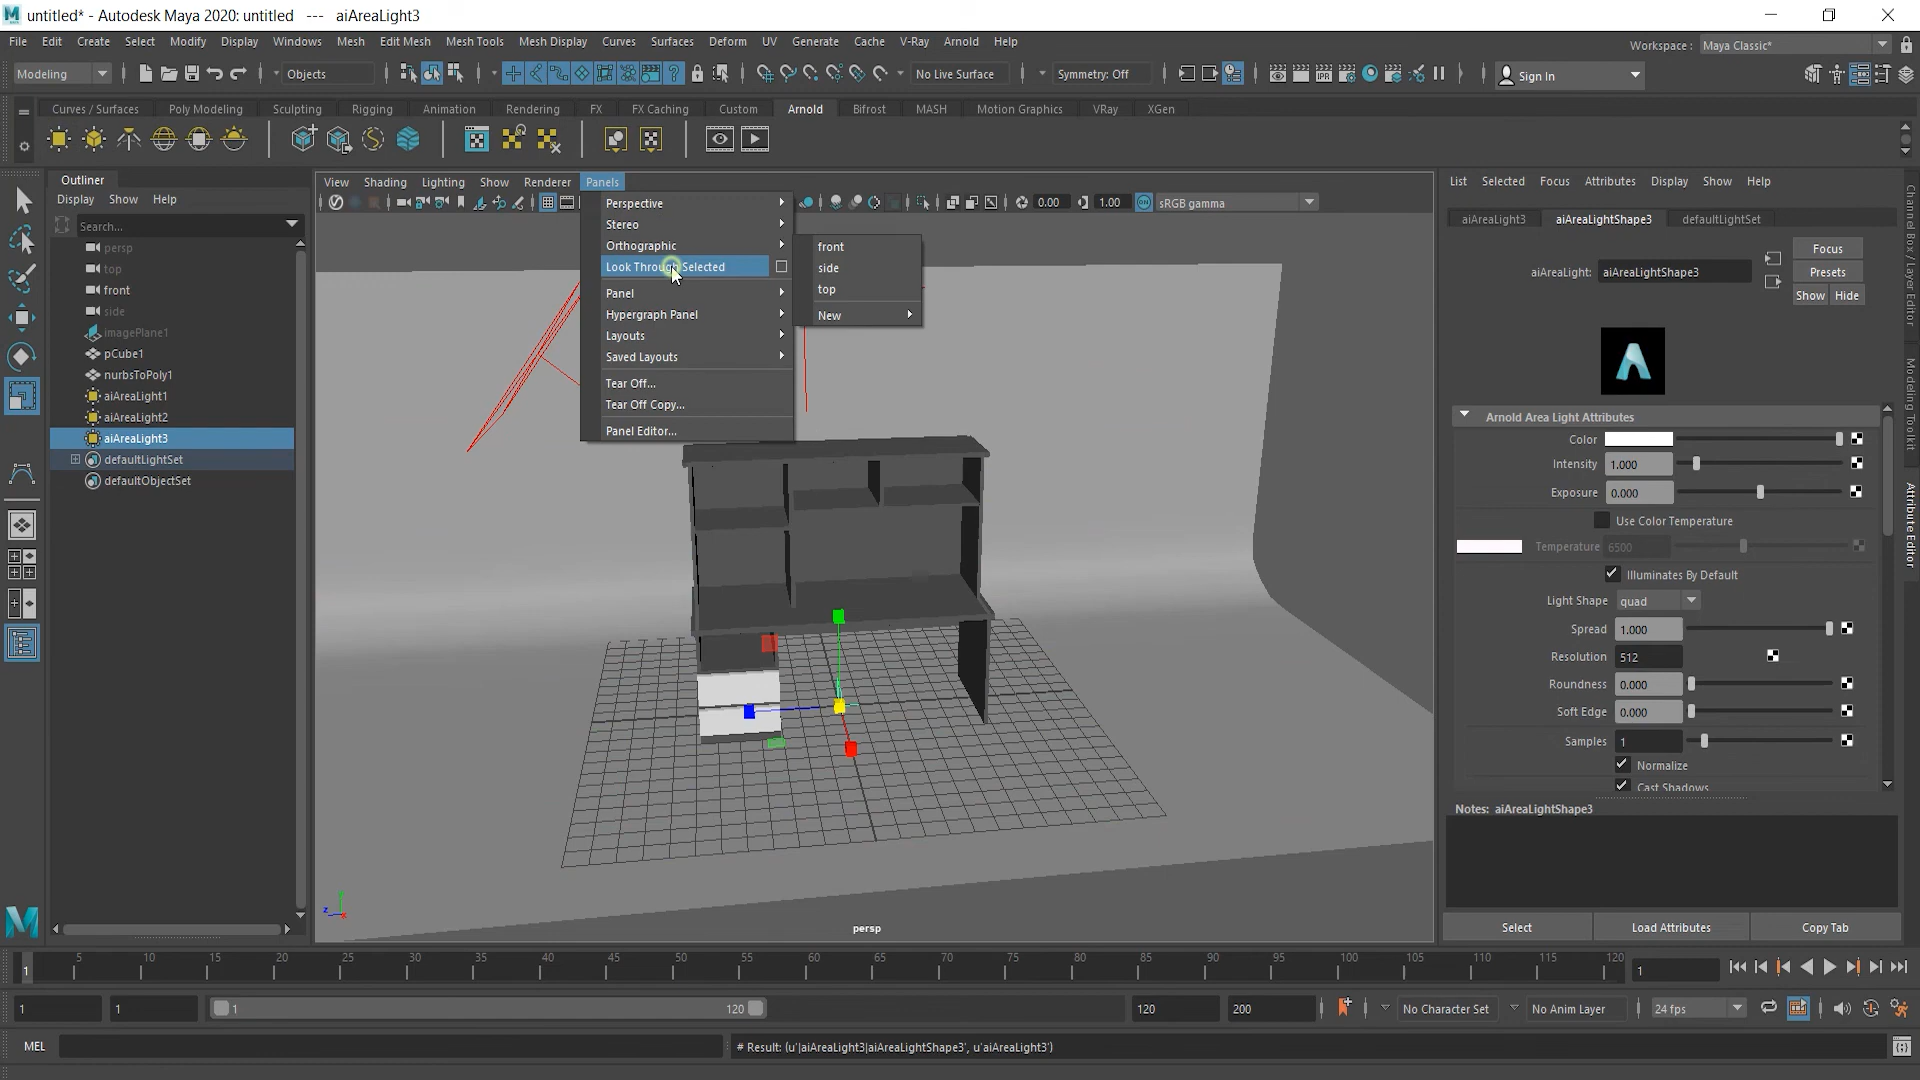 untitled* - Autodesk Maya 2020: untitled --- aiAreaLight3
File Edit Create Select Modify Display Windows Mesh Edit Mesh Mesh Tools Mesh Display Curves Surfaces Deform UV Generate Cache V-Ray Arnold Help
Workspace : Maya Classic*
Modeling Objects No Live Surface Symmetry: Off Sign In
Curves / Surfaces Poly Modeling Sculpting Rigging Animation Rendering FX FX Caching Custom Arnold Bifrost MASH Motion Graphics VRay XGen
IPR
Outliner
Display Show Help
Search...
persp
top
front
side
imagePlane1
pCube1
nurbsToPoly1
aiAreaLight1
aiAreaLight2
aiAreaLight3
defaultLightSet
defaultObjectSet
View Shading Lighting Show Renderer Panels
0.00 1.00 sRGB gamma
Perspective
Stereo
Orthographic
Look Through Selected
Panel
Hypergraph Panel
Layouts
Saved Layouts
Tear Off...
Tear Off Copy...
Panel Editor...
front
side
top
New
z
persp
List Selected Focus Attributes Display Show Help
aiAreaLight3 aiAreaLightShape3 defaultLightSet
aiAreaLight: aiAreaLightShape3
Focus
Presets
Show Hide
Arnold Area Light Attributes
Color
Intensity 1.000
Exposure 0.000
Use Color Temperature
Temperature 6500
Illuminates By Default
Light Shape quad
Spread 1.000
Resolution 512
Roundness 0.000
Soft Edge 0.000
Samples 1
Normalize
Cast Shadows
Notes: aiAreaLightShape3
Select Load Attributes Copy Tab
Channel Box / Layer Editor
Modeling Toolkit
Attribute Editor
1 5 10 15 20 25 30 35 40 45 50 55 60 65 70 75 80 85 90 95 100 105 110 115 120 1
1 1 1 120 120 200 No Character Set No Anim Layer 24 fps
MEL # Result: (u'|aiAreaLight3|aiAreaLightShape3', u'aiAreaLight3')